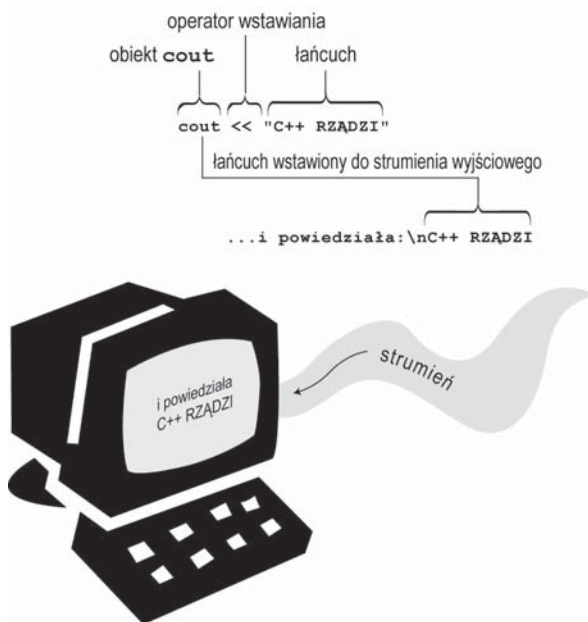 operator wstawiania
obiekt cout
łańcuch
cout << "C++ RZĄDZI"
łańcuch wstawiony do strumienia wyjściowego
...i powiedziała:\nC++ RZĄDZI
strumień
i powiedziała
C++ RZĄDZI